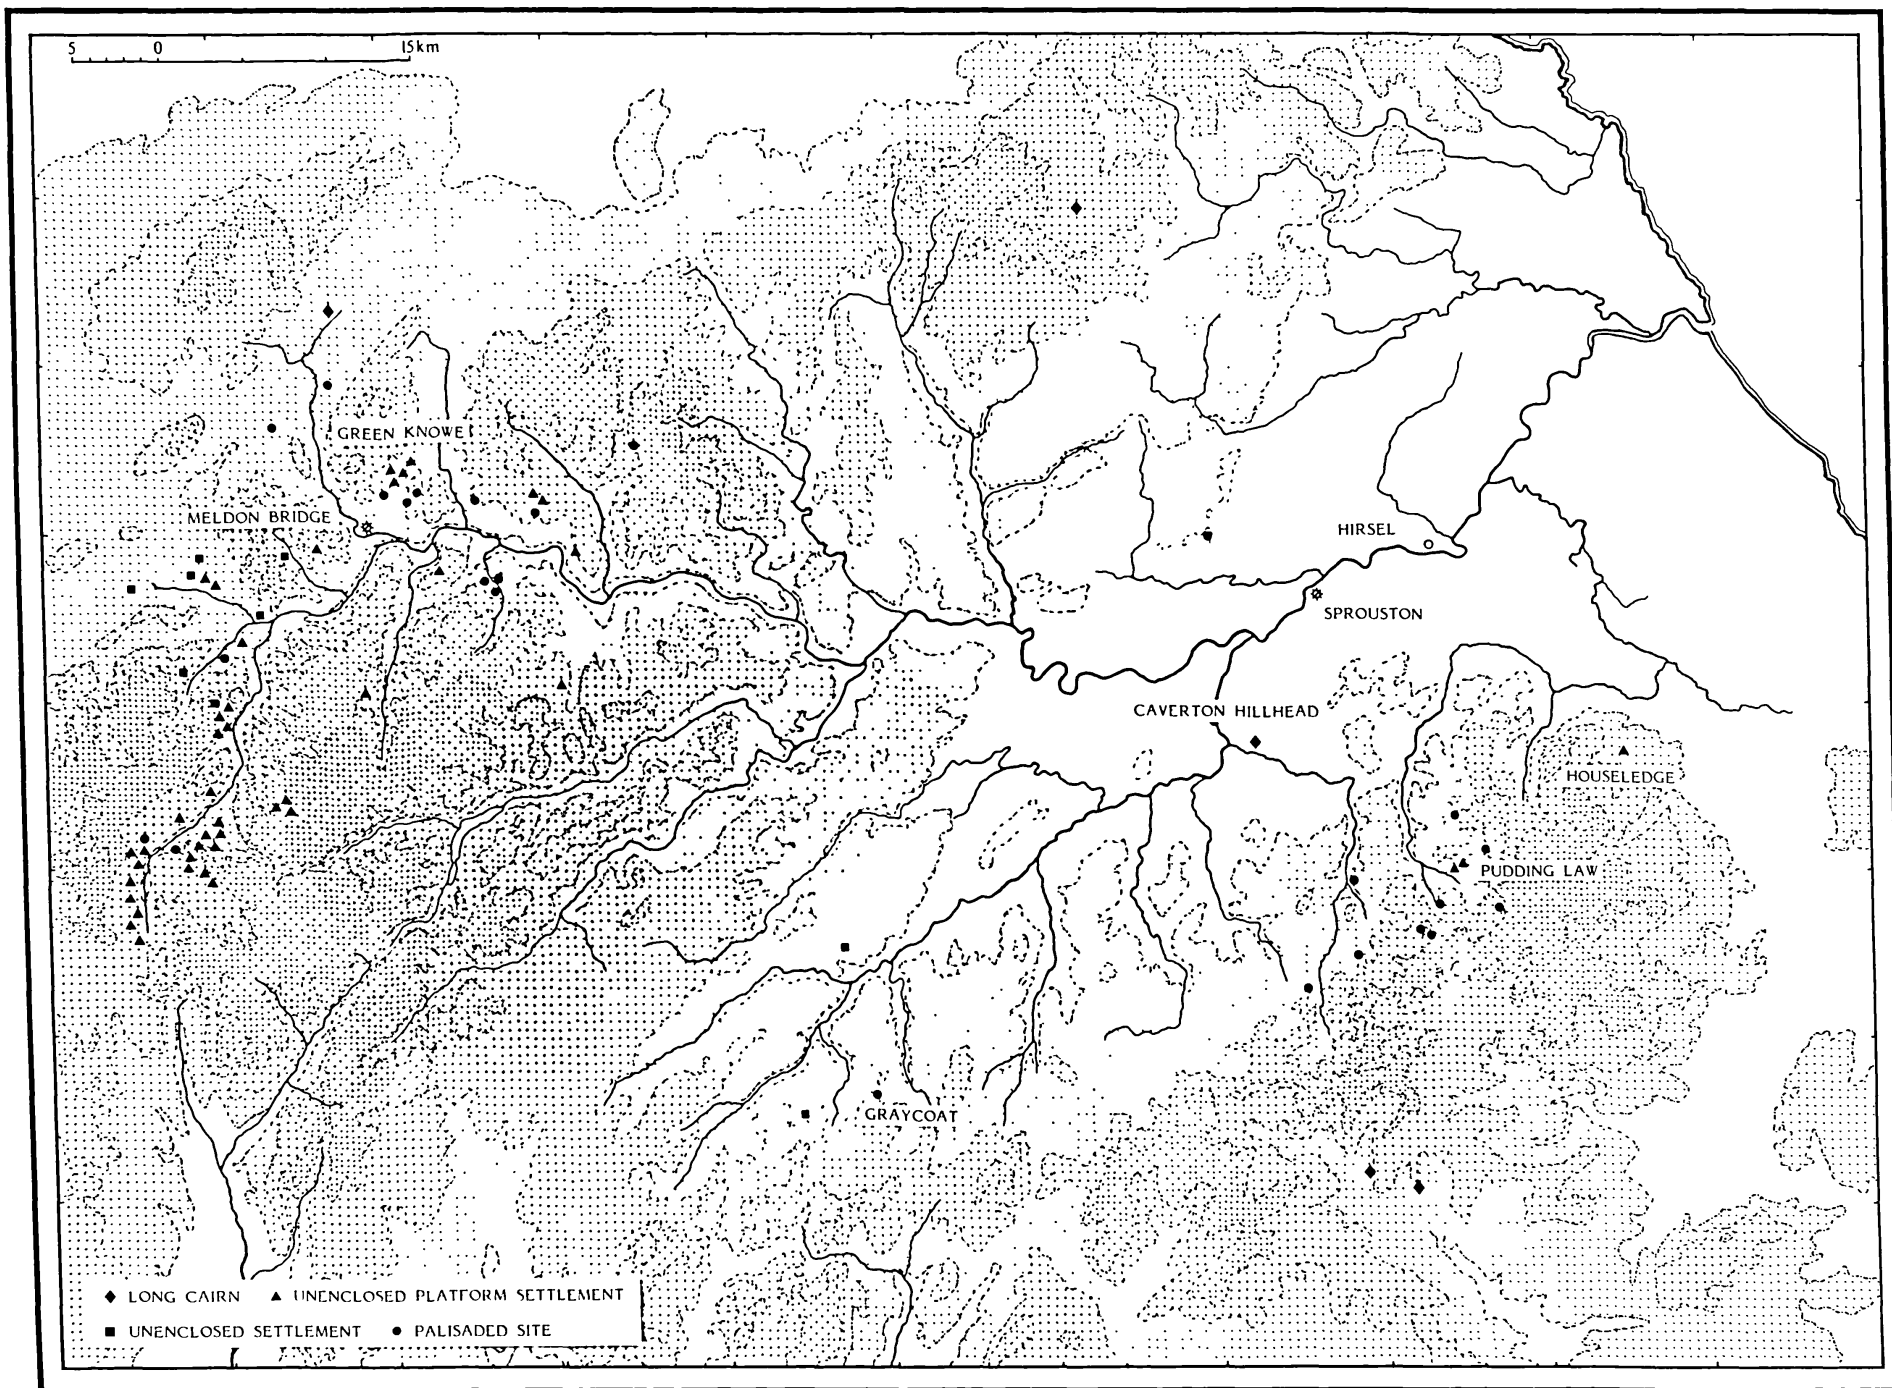 5 0 15km
GREEN KNOWE
MELDON BRIDGE
HIRSEL
SPROUSTON
CAVERTON HILLHEAD
HOUSELEDGE
PUDDING LAW
GRAYCOAT
LONG CAIRN UNENCLOSED PLATFORM SETTLEMENT
UNENCLOSED SETTLEMENT PALISADED SITE